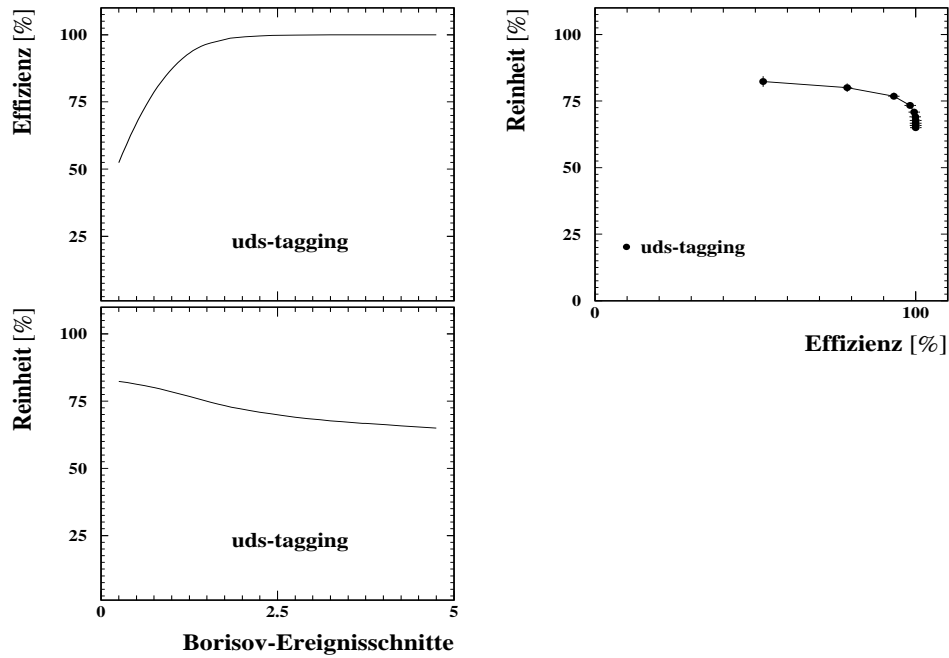 Effizienz [%]
100
75
50
25
uds-tagging
Reinheit [%]
100
75
50
25
uds-tagging
0
2.5
5
Borisov-Ereignisschnitte
Reinheit [%]
100
75
50
25
0
uds-tagging
0
100
Effizienz [%]